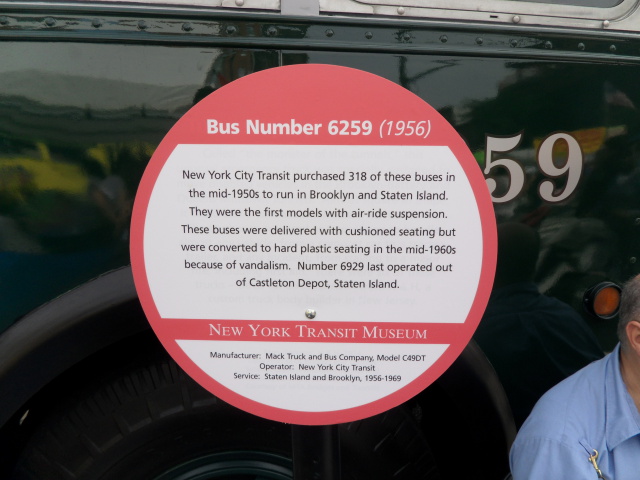 Bus Number 6259 (1956)
59
New York City Transit purchased 318 of these buses in
the mid-1950s to run in Brooklyn and Staten Island.
They were the first models with air-ride suspension.
These buses were delivered with cushioned seating but
were converted to hard plastic seating in the mid-1960s
because of vandalism. Number 6929 last operated out
of Castleton Depot, Staten Island.
NEW YORK TRANSIT MUSEUM
Manufacturer: Mack Truck and Bus Company, Model C49DT
Operator: New York City Transit
Service: Staten Island and Brooklyn, 1956-1969